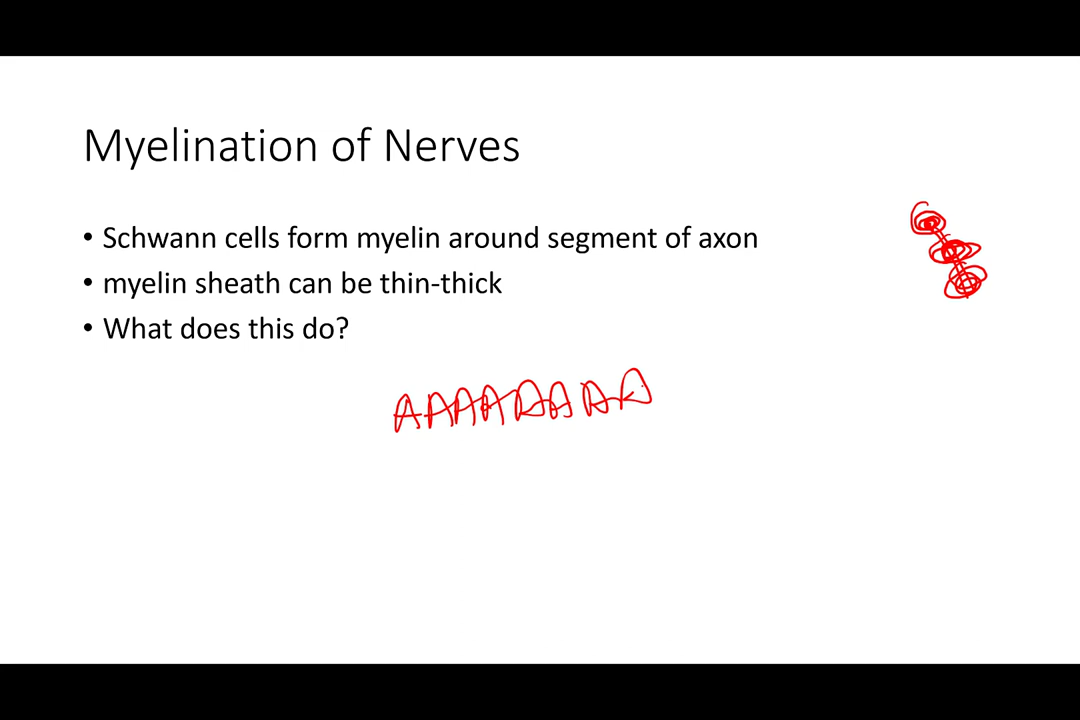 Myelination of Nerves
• Schwann cells form myelin around segment of axon
• myelin sheath can be thin-thick
• What does this do?
AAAAAAAA